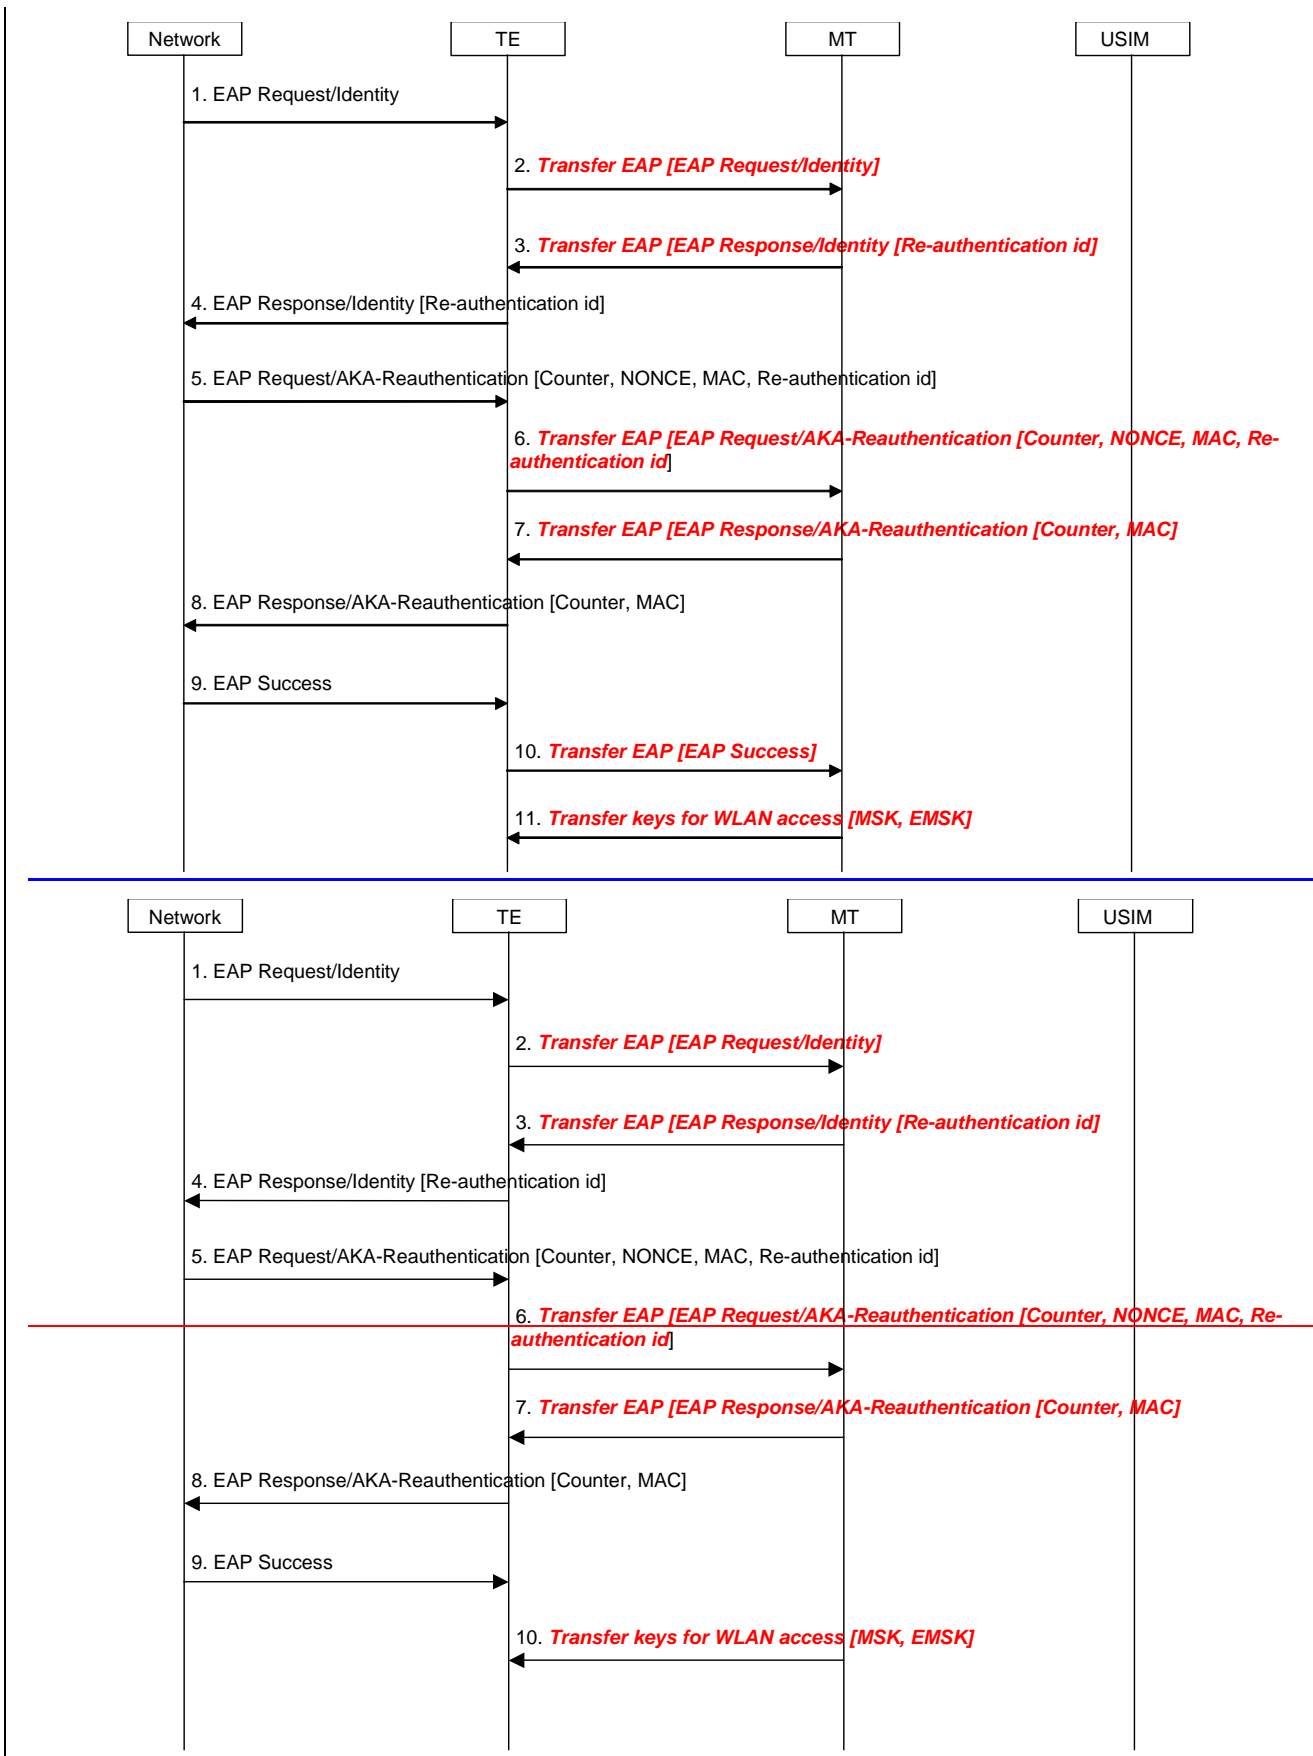 Network TE MT USIM
1. EAP Request/Identity
2. Transfer EAP [EAP Request/Identity]
3. Transfer EAP [EAP Response/Identity [Re-authentication id]
4. EAP Response/Identity [Re-authentication id]
5. EAP Request/AKA-Reauthentication [Counter, NONCE, MAC, Re-authentication id]
6. Transfer EAP [EAP Request/AKA-Reauthentication [Counter, NONCE, MAC, Re-
authentication id]
7. Transfer EAP [EAP Response/AKA-Reauthentication [Counter, MAC]
8. EAP Response/AKA-Reauthentication [Counter, MAC]
9. EAP Success
10. Transfer EAP [EAP Success]
11. Transfer keys for WLAN access [MSK, EMSK]
Network TE MT USIM
1. EAP Request/Identity
2. Transfer EAP [EAP Request/Identity]
3. Transfer EAP [EAP Response/Identity [Re-authentication id]
4. EAP Response/Identity [Re-authentication id]
5. EAP Request/AKA-Reauthentication [Counter, NONCE, MAC, Re-authentication id]
6. Transfer EAP [EAP Request/AKA-Reauthentication [Counter, NONCE, MAC, Re-
authentication id]
7. Transfer EAP [EAP Response/AKA-Reauthentication [Counter, MAC]
8. EAP Response/AKA-Reauthentication [Counter, MAC]
9. EAP Success
10. Transfer keys for WLAN access [MSK, EMSK]